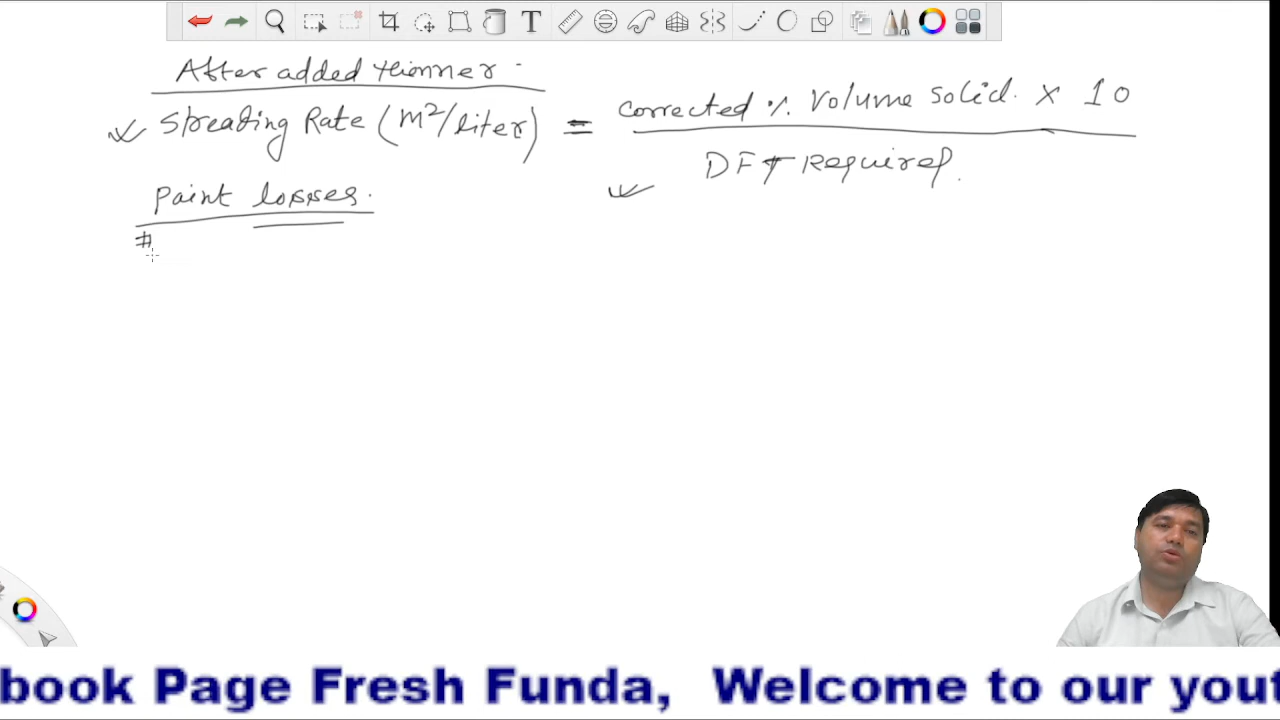 After added thinner
Streading Rate (M²/liter) = corrected % Volume solid. × 10
DFT Required.
Paint losses.
#
book Page Fresh Funda, Welcome to our yout